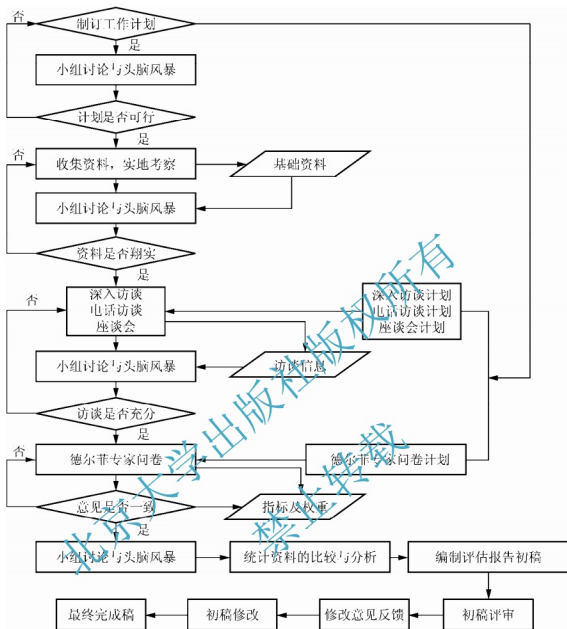 否
制订工作计划
是
小组讨论与头脑风暴
计划是否可行
是
否
收集资料，实地考察
基础资料
小组讨论与头脑风暴
资料是否翔实
是
否
深入访谈
电话访谈
座谈会
深入访谈计划
电话访谈计划
座谈会计划
小组讨论与头脑风暴
访谈信息
访谈是否充分
是
否
德尔菲专家问卷
德尔菲专家问卷计划
意见是否一致
指标及权重
是
小组讨论与头脑风暴
统计资料的比较与分析
编制评估报告初稿
最终完成稿
初稿修改
修改意见反馈
初稿评审
北京大学出版社版权所有
禁止转载